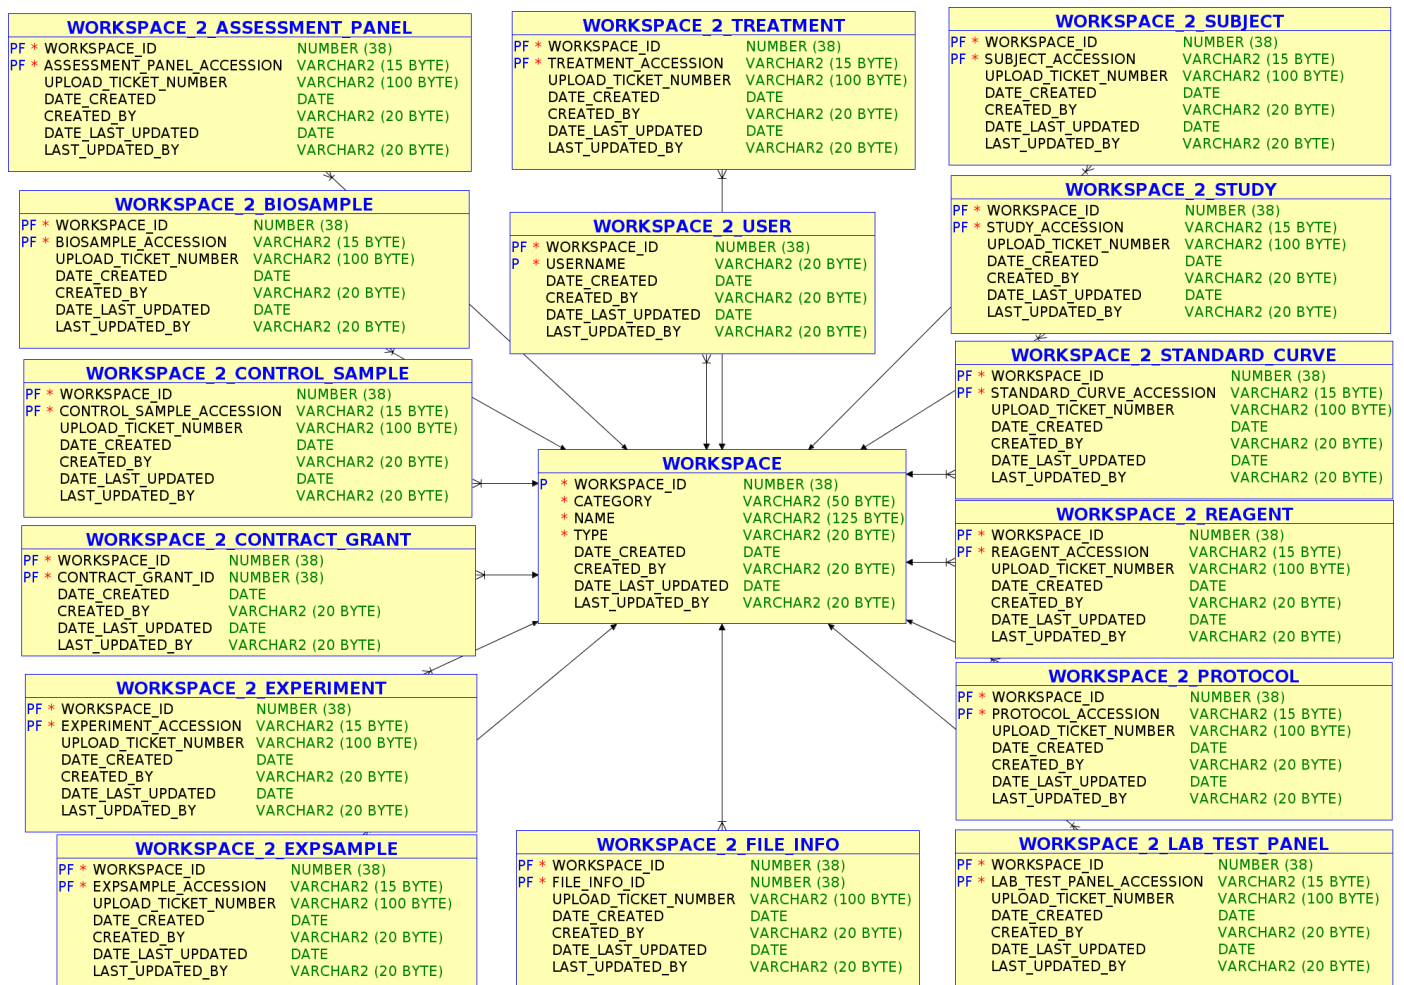 WORKSPACE_2_ASSESSMENT_PANEL
PF * WORKSPACE_ID NUMBER (38)
PF * ASSESSMENT_PANEL_ACCESSION VARCHAR2 (15 BYTE)
UPLOAD_TICKET_NUMBER VARCHAR2 (100 BYTE)
DATE_CREATED DATE
CREATED_BY VARCHAR2 (20 BYTE)
DATE_LAST_UPDATED DATE
LAST_UPDATED_BY VARCHAR2 (20 BYTE)
WORKSPACE_2_TREATMENT
PF * WORKSPACE_ID NUMBER (38)
PF * TREATMENT_ACCESSION VARCHAR2 (15 BYTE)
UPLOAD_TICKET_NUMBER VARCHAR2 (100 BYTE)
DATE_CREATED DATE
CREATED_BY VARCHAR2 (20 BYTE)
DATE_LAST_UPDATED DATE
LAST_UPDATED_BY VARCHAR2 (20 BYTE)
WORKSPACE_2_SUBJECT
PF * WORKSPACE_ID NUMBER (38)
PF * SUBJECT_ACCESSION VARCHAR2 (15 BYTE)
UPLOAD_TICKET_NUMBER VARCHAR2 (100 BYTE)
DATE_CREATED DATE
CREATED_BY VARCHAR2 (20 BYTE)
DATE_LAST_UPDATED DATE
LAST_UPDATED_BY VARCHAR2 (20 BYTE)
WORKSPACE_2_BIOSAMPLE
PF * WORKSPACE_ID NUMBER (38)
PF * BIOSAMPLE_ACCESSION VARCHAR2 (15 BYTE)
UPLOAD_TICKET_NUMBER VARCHAR2 (100 BYTE)
DATE_CREATED DATE
CREATED_BY VARCHAR2 (20 BYTE)
DATE_LAST_UPDATED DATE
LAST_UPDATED_BY VARCHAR2 (20 BYTE)
WORKSPACE_2_USER
PF * WORKSPACE_ID NUMBER (38)
P * USERNAME VARCHAR2 (20 BYTE)
DATE_CREATED DATE
CREATED_BY VARCHAR2 (20 BYTE)
DATE_LAST_UPDATED DATE
LAST_UPDATED_BY VARCHAR2 (20 BYTE)
WORKSPACE_2_STUDY
PF * WORKSPACE_ID NUMBER (38)
PF * STUDY_ACCESSION VARCHAR2 (15 BYTE)
UPLOAD_TICKET_NUMBER VARCHAR2 (100 BYTE)
DATE_CREATED DATE
CREATED_BY VARCHAR2 (20 BYTE)
DATE_LAST_UPDATED DATE
LAST_UPDATED_BY VARCHAR2 (20 BYTE)
WORKSPACE_2_CONTROL_SAMPLE
PF * WORKSPACE_ID NUMBER (38)
PF * CONTROL_SAMPLE_ACCESSION VARCHAR2 (15 BYTE)
UPLOAD_TICKET_NUMBER VARCHAR2 (100 BYTE)
DATE_CREATED DATE
CREATED_BY VARCHAR2 (20 BYTE)
DATE_LAST_UPDATED DATE
LAST_UPDATED_BY VARCHAR2 (20 BYTE)
WORKSPACE_2_STANDARD_CURVE
PF * WORKSPACE_ID NUMBER (38)
PF * STANDARD_CURVE_ACCESSION VARCHAR2 (15 BYTE)
UPLOAD_TICKET_NUMBER VARCHAR2 (100 BYTE)
DATE_CREATED DATE
CREATED_BY VARCHAR2 (20 BYTE)
DATE_LAST_UPDATED DATE
LAST_UPDATED_BY VARCHAR2 (20 BYTE)
WORKSPACE
P * WORKSPACE_ID NUMBER (38)
* CATEGORY VARCHAR2 (50 BYTE)
* NAME VARCHAR2 (125 BYTE)
* TYPE VARCHAR2 (20 BYTE)
DATE_CREATED DATE
CREATED_BY VARCHAR2 (20 BYTE)
DATE_LAST_UPDATED DATE
LAST_UPDATED_BY VARCHAR2 (20 BYTE)
WORKSPACE_2_CONTRACT_GRANT
PF * WORKSPACE_ID NUMBER (38)
PF * CONTRACT_GRANT_ID NUMBER (38)
DATE_CREATED DATE
CREATED_BY VARCHAR2 (20 BYTE)
DATE_LAST_UPDATED DATE
LAST_UPDATED_BY VARCHAR2 (20 BYTE)
WORKSPACE_2_REAGENT
PF * WORKSPACE_ID NUMBER (38)
PF * REAGENT_ACCESSION VARCHAR2 (15 BYTE)
UPLOAD_TICKET_NUMBER VARCHAR2 (100 BYTE)
DATE_CREATED DATE
CREATED_BY VARCHAR2 (20 BYTE)
DATE_LAST_UPDATED DATE
LAST_UPDATED_BY VARCHAR2 (20 BYTE)
WORKSPACE_2_EXPERIMENT
PF * WORKSPACE_ID NUMBER (38)
PF * EXPERIMENT_ACCESSION VARCHAR2 (15 BYTE)
UPLOAD_TICKET_NUMBER VARCHAR2 (100 BYTE)
DATE_CREATED DATE
CREATED_BY VARCHAR2 (20 BYTE)
DATE_LAST_UPDATED DATE
LAST_UPDATED_BY VARCHAR2 (20 BYTE)
WORKSPACE_2_PROTOCOL
PF * WORKSPACE_ID NUMBER (38)
PF * PROTOCOL_ACCESSION VARCHAR2 (15 BYTE)
UPLOAD_TICKET_NUMBER VARCHAR2 (100 BYTE)
DATE_CREATED DATE
CREATED_BY VARCHAR2 (20 BYTE)
DATE_LAST_UPDATED DATE
LAST_UPDATED_BY VARCHAR2 (20 BYTE)
WORKSPACE_2_EXPSAMPLE
PF * WORKSPACE_ID NUMBER (38)
PF * EXPSAMPLE_ACCESSION VARCHAR2 (15 BYTE)
UPLOAD_TICKET_NUMBER VARCHAR2 (100 BYTE)
DATE_CREATED DATE
CREATED_BY VARCHAR2 (20 BYTE)
DATE_LAST_UPDATED DATE
LAST_UPDATED_BY VARCHAR2 (20 BYTE)
WORKSPACE_2_FILE_INFO
PF * WORKSPACE_ID NUMBER (38)
PF * FILE_INFO_ID NUMBER (38)
UPLOAD_TICKET_NUMBER VARCHAR2 (100 BYTE)
DATE_CREATED DATE
CREATED_BY VARCHAR2 (20 BYTE)
DATE_LAST_UPDATED DATE
LAST_UPDATED_BY VARCHAR2 (20 BYTE)
WORKSPACE_2_LAB_TEST_PANEL
PF * WORKSPACE_ID NUMBER (38)
PF * LAB_TEST_PANEL_ACCESSION VARCHAR2 (15 BYTE)
UPLOAD_TICKET_NUMBER VARCHAR2 (100 BYTE)
DATE_CREATED DATE
CREATED_BY VARCHAR2 (20 BYTE)
DATE_LAST_UPDATED DATE
LAST_UPDATED_BY VARCHAR2 (20 BYTE)